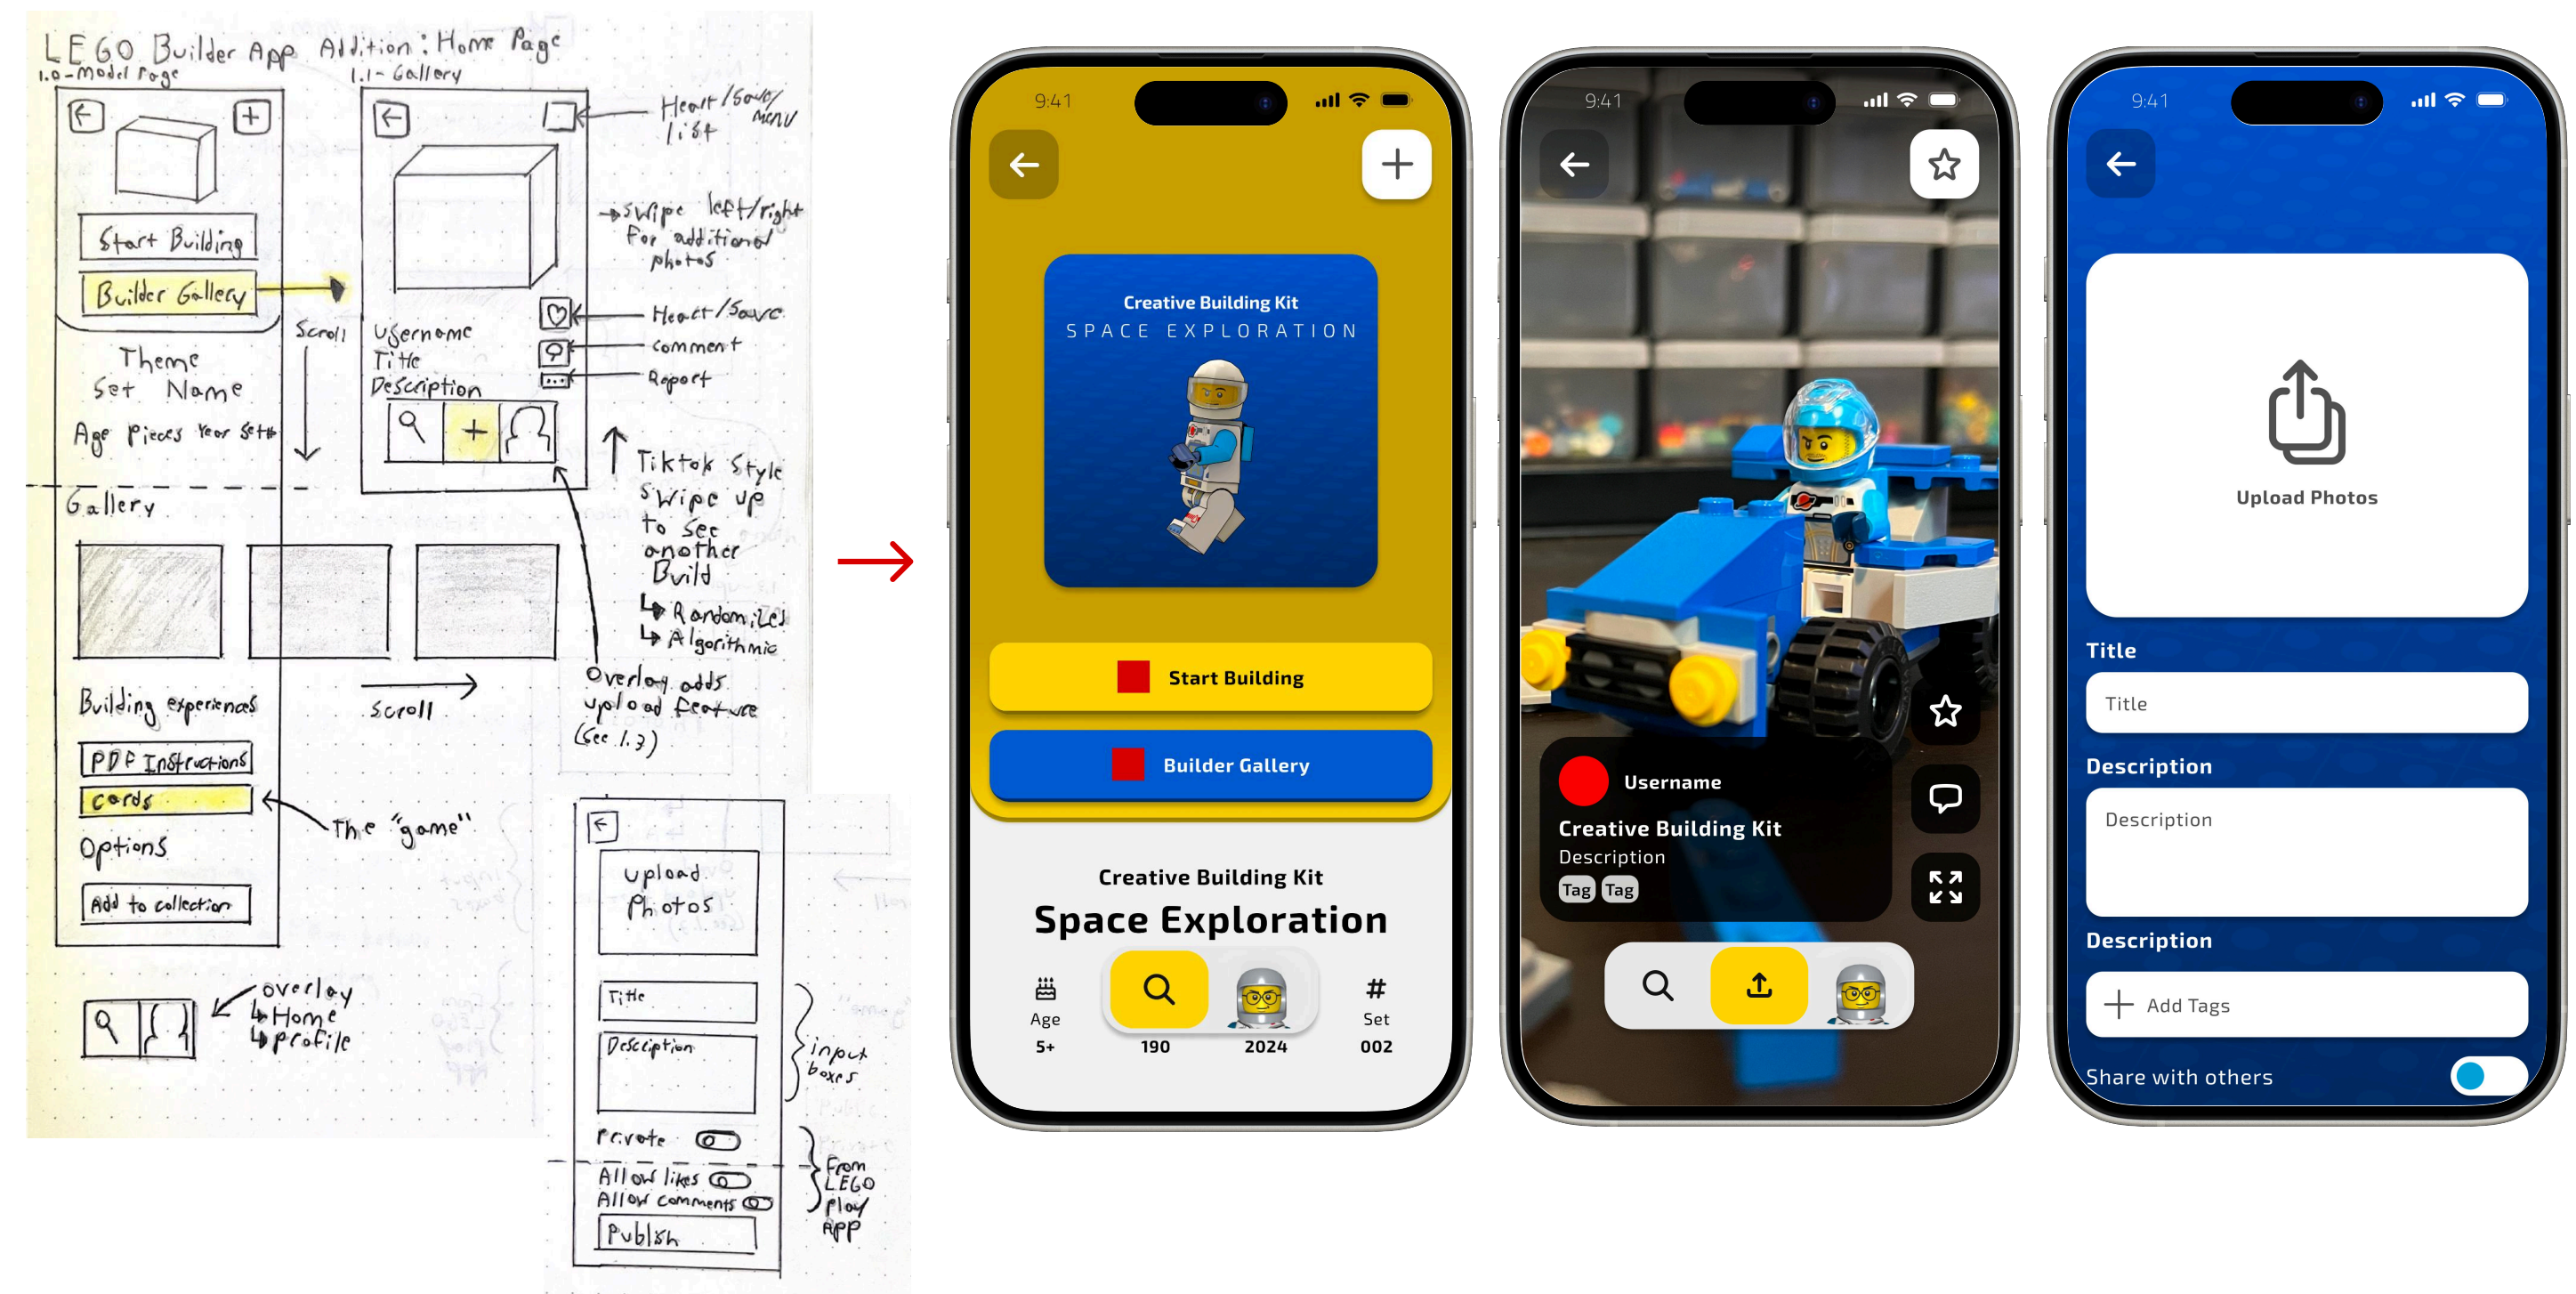 LEGO Builder App Addition: Home Page
1.0-Model Page
1.1- Gallery
Start Building
Builder Gallery
Scroll
Theme
Set Name
Age Pieces Year Set#
Gallery
Scroll
Building experiences
PDF Instructions
cards
The "game"
Options
Add to collection
overlay
Home
profile
Heart/Save/
list
menu
swipe left/right
for additional
photos
Heart/Save
comment
Report
Username
Title
Description
Tiktok Style
swipe up
to see
another
Build
Randomized
Algorithmic
Overlay adds
upload feature
(See 1.3)
Upload
Photos
Title
Description
input
boxes
Private
Allow likes
Allow comments
Publish
From
LEGO
Play
APP
9:41
Creative Building Kit
SPACE EXPLORATION
Start Building
Builder Gallery
Creative Building Kit
Space Exploration
Age
Set
5+
190
2024
002
9:41
Username
Creative Building Kit
Description
Tag Tag
9:41
Upload Photos
Title
Title
Description
Description
Description
Add Tags
Share with others